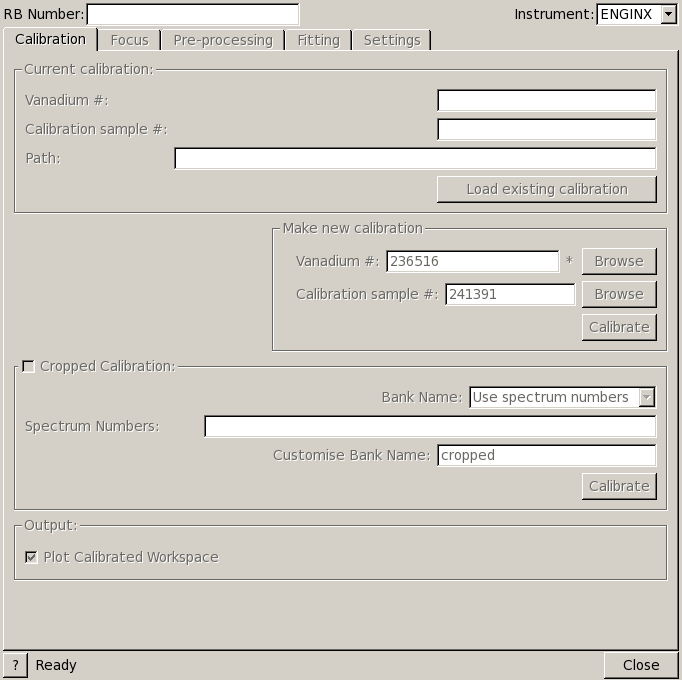 RB Number: Instrument: ENGINX
Calibration Focus Pre-processing Fitting Settings
Current calibration:
Vanadium #:
Calibration sample #:
Path:
Load existing calibration
Make new calibration
Vanadium #: 236516 * Browse
Calibration sample #: 241391 Browse
Calibrate
Cropped Calibration:
Bank Name: Use spectrum numbers
Spectrum Numbers:
Customise Bank Name: cropped
Calibrate
Output:
Plot Calibrated Workspace
? Ready Close